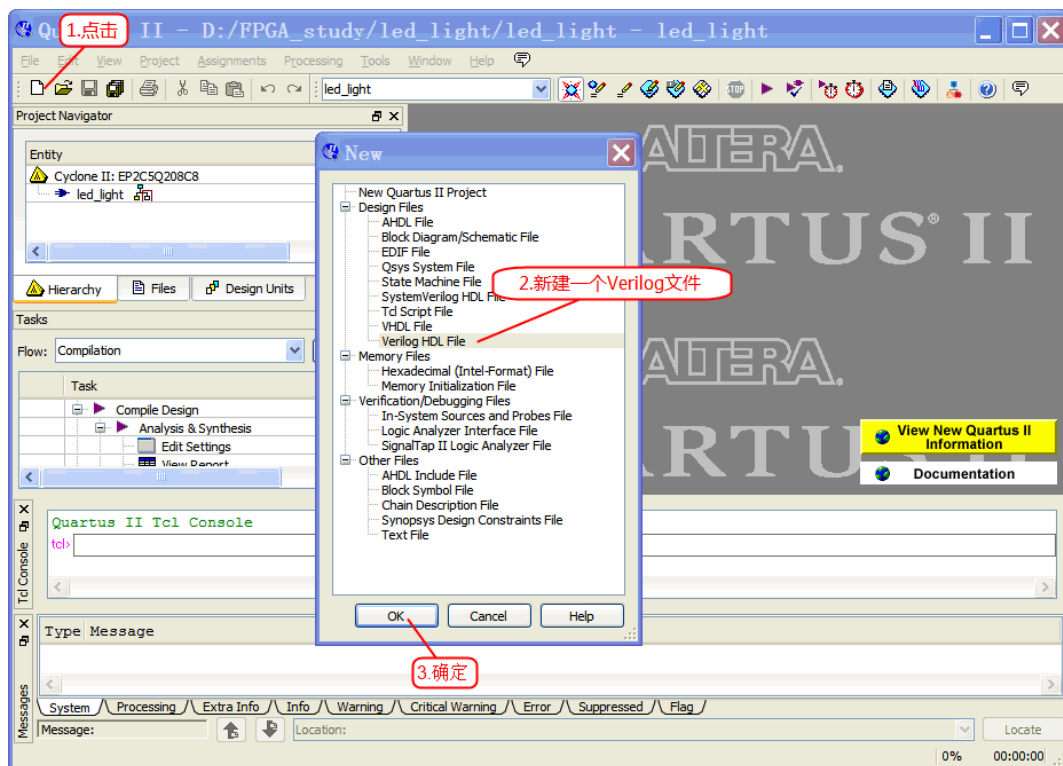 Qu
II - D:/FPGA_study/led_light/led_light - led_light
1.点击
File Edit View Project Assignments Processing Tools Window Help
led_light
STOP
Project Navigator
Entity
Cyclone II: EP2C5Q208C8
led_light
Hierarchy Files Design Units
Tasks
Flow: Compilation
Task
Compile Design
Analysis & Synthesis
Edit Settings
View Report
New
New Quartus II Project
Design Files
AHDL File
Block Diagram/Schematic File
EDIF File
Qsys System File
State Machine File
SystemVerilog HDL File
Tcl Script File
VHDL File
Verilog HDL File
Memory Files
Hexadecimal (Intel-Format) File
Memory Initialization File
Verification/Debugging Files
In-System Sources and Probes File
Logic Analyzer Interface File
SignalTap II Logic Analyzer File
Other Files
AHDL Include File
Block Symbol File
Chain Description File
Synopsys Design Constraints File
Text File
OK Cancel Help
2.新建一个Verilog文件
3.确定
ALTERA.
RTUS® II
ALTERA.
RTU II
View New Quartus II
Information
Documentation
Quartus II Tcl Console
tcl>
Tcl Console
Type Message
Messages
System Processing Extra Info Info Warning Critical Warning Error Suppressed Flag
Message:
Location:
Locate
0% 00:00:00